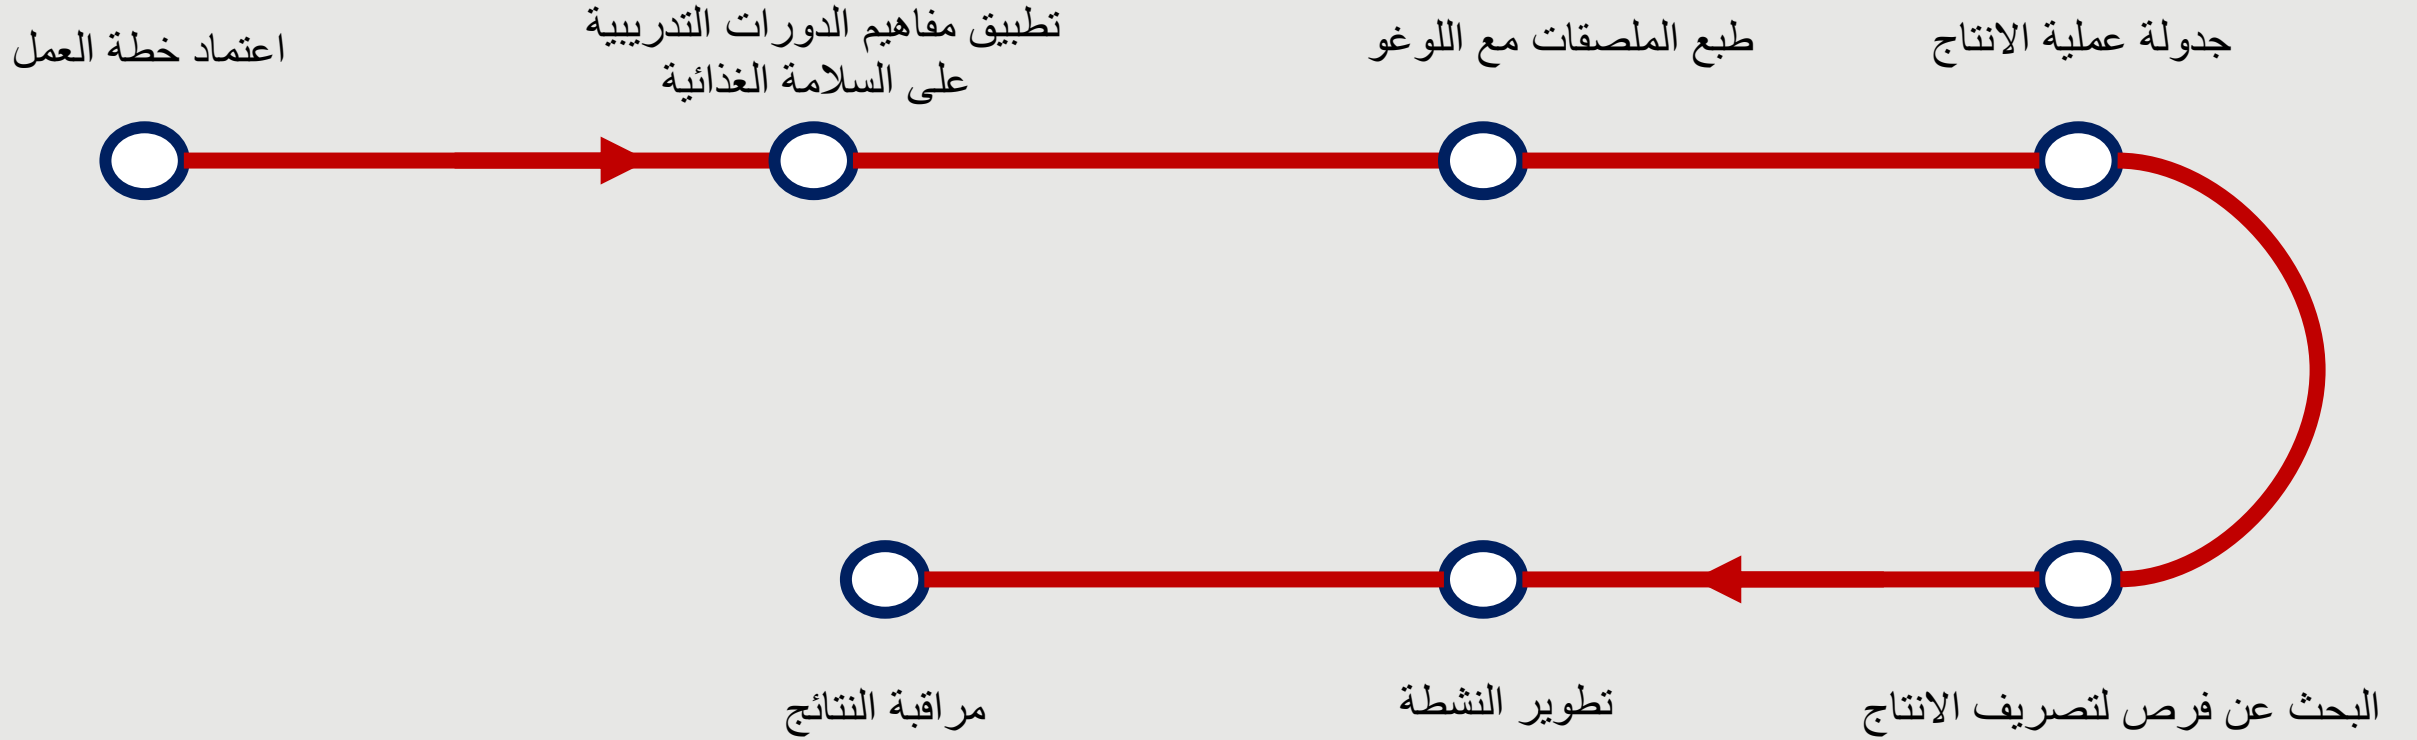 اعتماد خطة العمل
تطبيق مفاهيم الدورات التدريبية
على السلامة الغذائية
طبع الملصقات مع اللوغو
جدولة عملية الانتاج
البحث عن فرص لتصريف الانتاج
تطوير النشطة
مراقبة النتائج